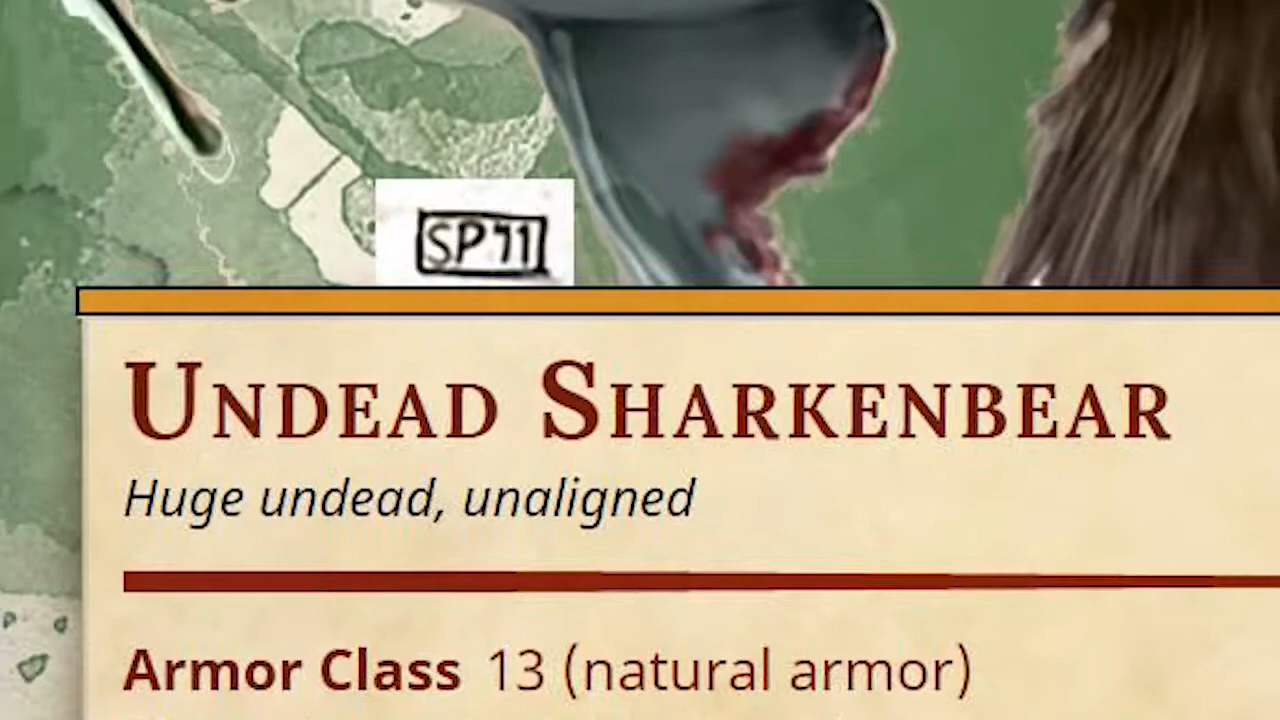 SP71
Undead Sharkenbear
Huge undead, unaligned
Armor Class 13 (natural armor)